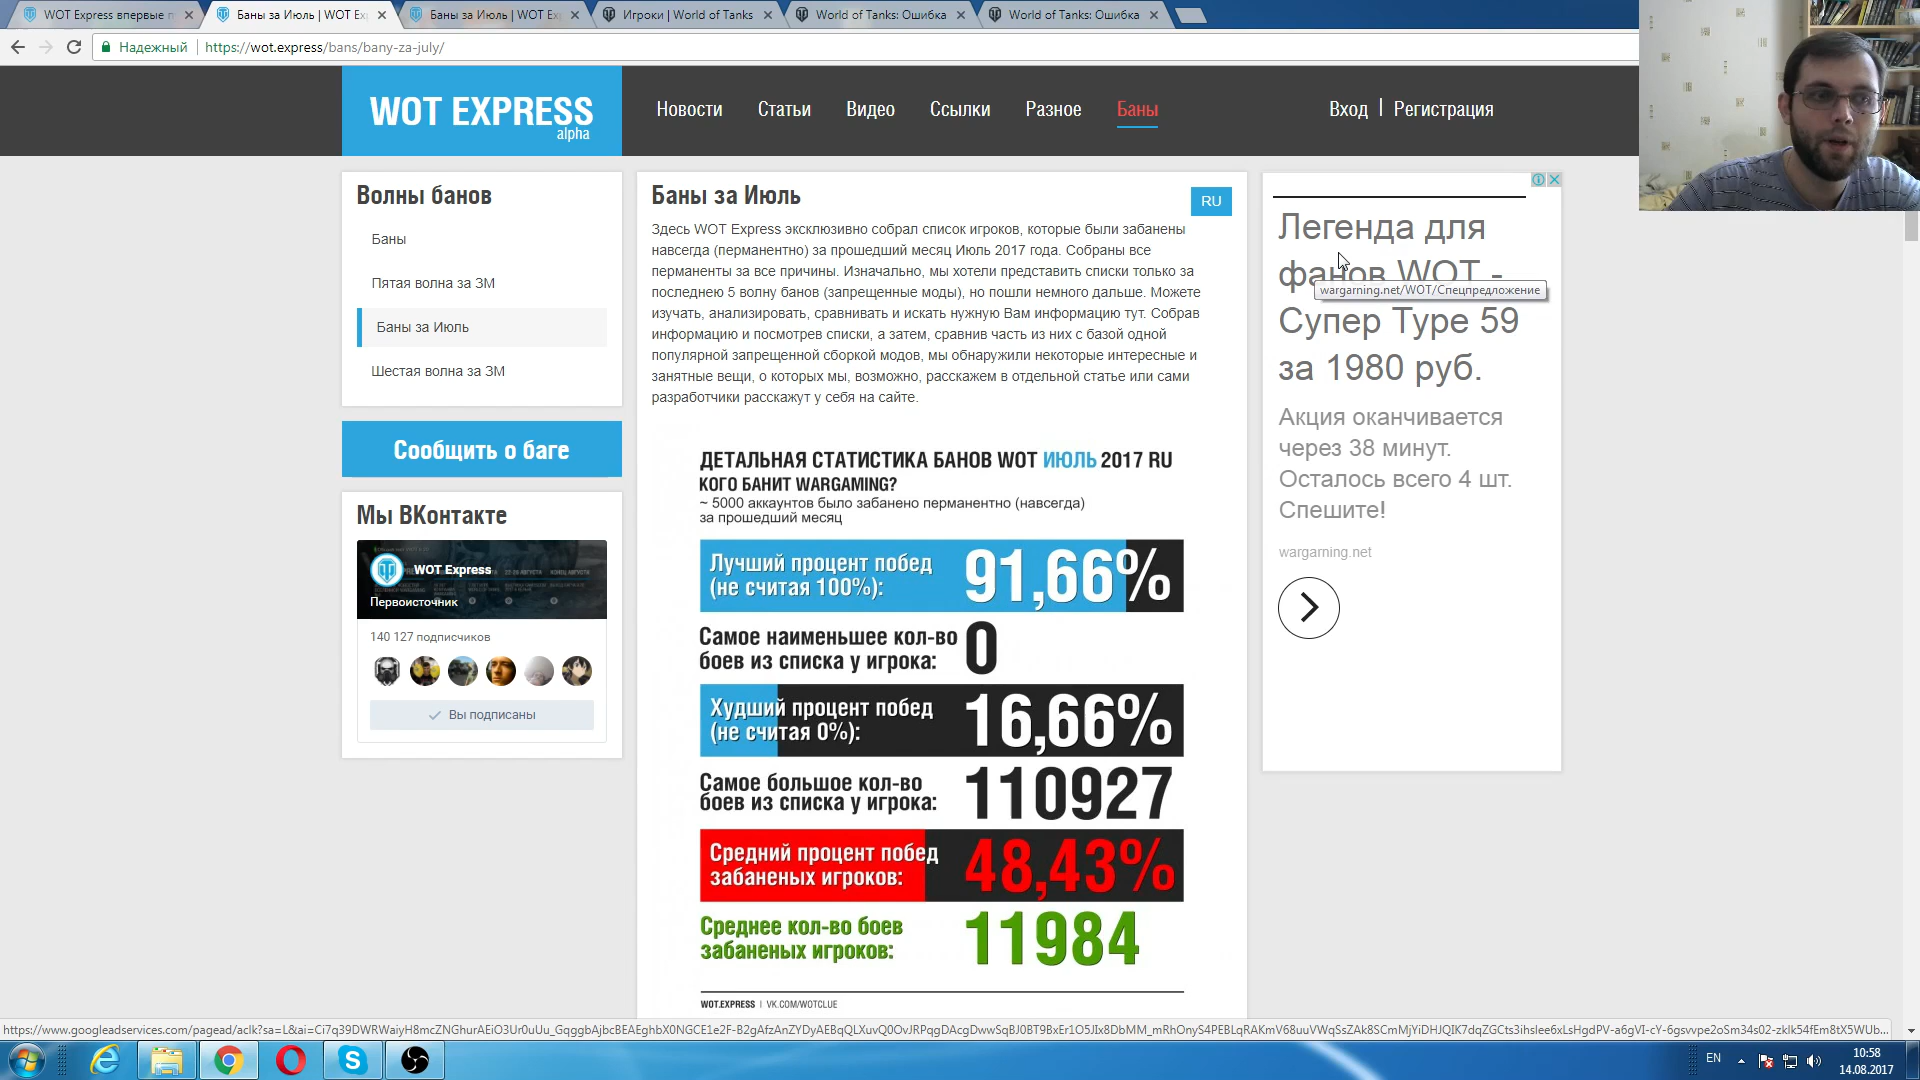 WOT Express впервые п
Баны за Июль | WOT Ex
Баны за Июль | WOT Ex
Игроки | World of Tanks
World of Tanks: Ошибка
World of Tanks: Ошибка
Надежный
https://wot.express/bans/bany-za-july/
WOT EXPRESS
alpha
Новости
Статьи
Видео
Ссылки
Разное
Баны
Вход | Регистрация
Волны банов
Баны
Пятая волна за ЗМ
Баны за Июль
Шестая волна за ЗМ
Сообщить о баге
Мы ВКонтакте
WOT Express
Первоисточник
140 127 подписчиков
Вы подписаны
Баны за Июль
RU
Здесь WOT Express эксклюзивно собрал список игроков, которые были забанены
навсегда (перманентно) за прошедший месяц Июль 2017 года. Собраны все
перманенты за все причины. Изначально, мы хотели представить списки только за
последнею 5 волну банов (запрещенные моды), но пошли немного дальше. Можете
изучать, анализировать, сравнивать и искать нужную Вам информацию тут. Собрав
информацию и посмотрев списки, а затем, сравнив часть из них с базой одной
популярной запрещенной сборкой модов, мы обнаружили некоторые интересные и
занятные вещи, о которых мы, возможно, расскажем в отдельной статье или сами
разработчики расскажут у себя на сайте.
ДЕТАЛЬНАЯ СТАТИСТИКА БАНОВ WOT ИЮЛЬ 2017 RU
КОГО БАНИТ WARGAMING?
~ 5000 аккаунтов было забанено перманентно (навсегда)
за прошедший месяц
Лучший процент побед
(не считая 100%):
91,66%
Самое наименьшее кол-во
боев из списка у игрока:
0
Худший процент побед
(не считая 0%):
16,66%
Самое большое кол-во
боев из списка у игрока:
110927
Средний процент побед
забаненых игроков:
48,43%
Среднее кол-во боев
забаненых игроков:
11984
WOT.EXPRESS | VK.COM/WOTCLUE
Легенда для
фанов WOT -
wargarning.net/WOT/Спецпредложение
Супер Type 59
за 1980 руб.
Акция оканчивается
через 38 минут.
Осталось всего 4 шт.
Спешите!
wargarning.net
EN
10:58
14.08.2017